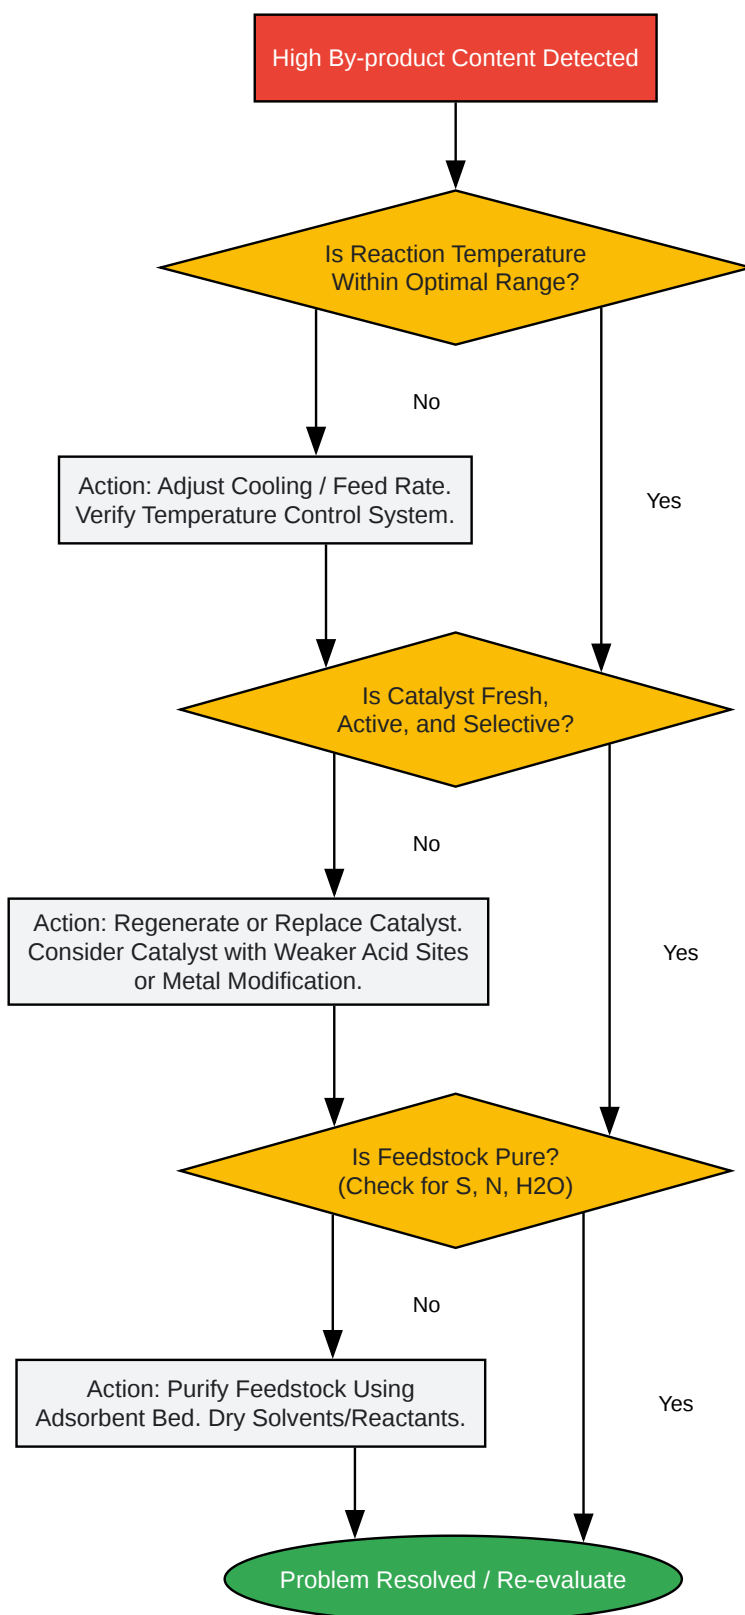 High By-product Content Detected
Is Reaction Temperature
Within Optimal Range?
No
Action: Adjust Cooling / Feed Rate.
Verify Temperature Control System.
Yes
Is Catalyst Fresh,
Active, and Selective?
No
Action: Regenerate or Replace Catalyst.
Consider Catalyst with Weaker Acid Sites
or Metal Modification.
Yes
Is Feedstock Pure?
(Check for S, N, H2O)
No
Action: Purify Feedstock Using
Adsorbent Bed. Dry Solvents/Reactants.
Yes
Problem Resolved / Re-evaluate